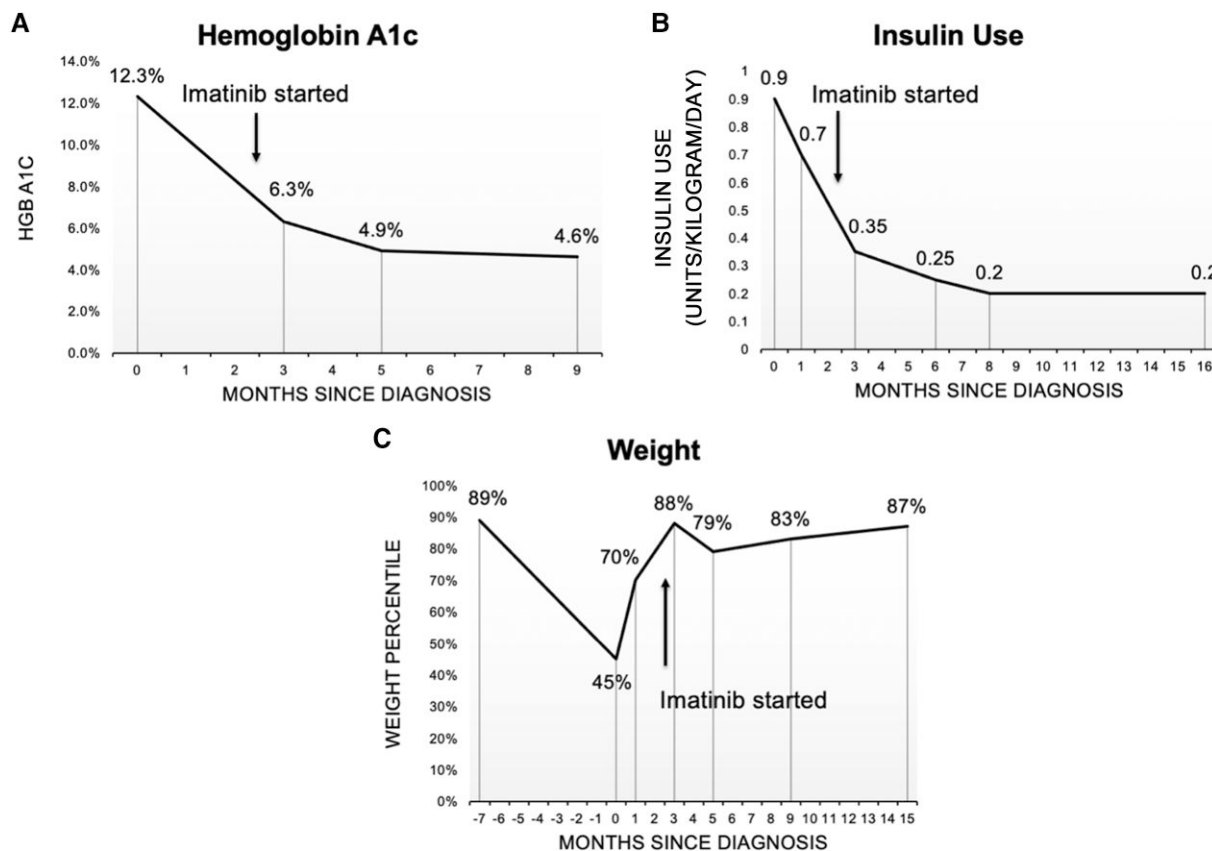 A
Hemoglobin A1c
14.0%
12.0%
10.0%
8.0%
6.0%
4.0%
2.0%
0.0%
HGB A1C
12.3%
Imatinib started
6.3%
4.9%
4.6%
0 1 2 3 4 5 6 7 8 9
MONTHS SINCE DIAGNOSIS
B
Insulin Use
1
0.9
0.8
0.7
0.6
0.5
0.4
0.3
0.2
0.1
0
INSULIN USE
(UNITS/KILOGRAM/DAY)
0.9
Imatinib started
0.7
0.35
0.25
0.2
0.2
0 1 2 3 4 5 6 7 8 9 10 11 12 13 14 15 16
MONTHS SINCE DIAGNOSIS
C
Weight
100%
90%
80%
70%
60%
50%
40%
30%
20%
10%
0%
WEIGHT PERCENTILE
89%
88%
87%
83%
79%
70%
45%
Imatinib started
-7 -6 -5 -4 -3 -2 -1 0 1 2 3 4 5 6 7 8 9 10 11 12 13 14 15
MONTHS SINCE DIAGNOSIS